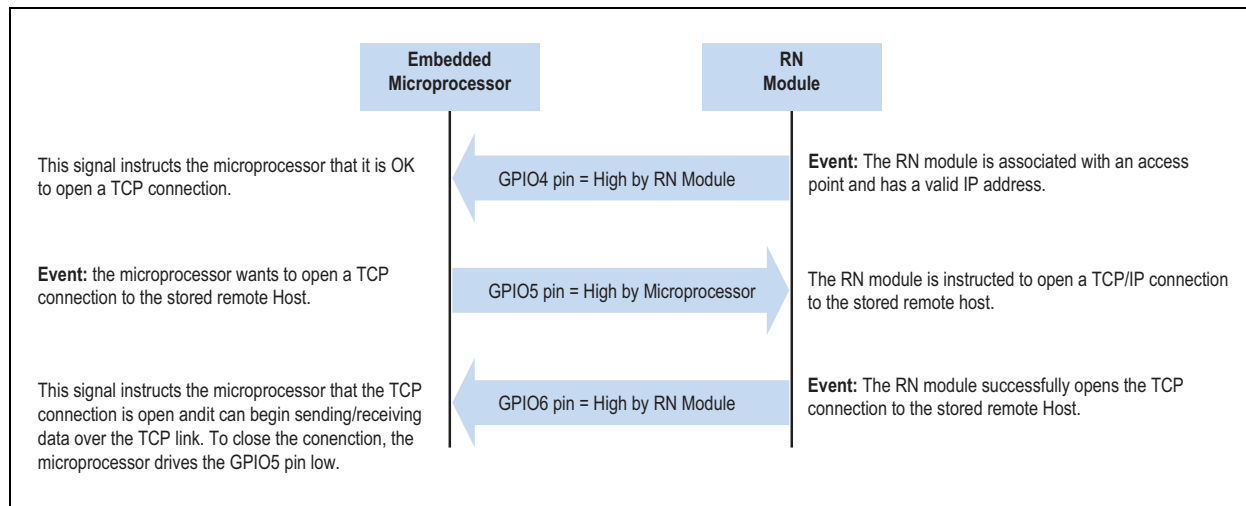 Embedded
Microprocessor
RN
Module
This signal instructs the microprocessor that it is OK
to open a TCP connection.
GPIO4 pin = High by RN Module
Event: The RN module is associated with an access
point and has a valid IP address.
Event: the microprocessor wants to open a TCP
connection to the stored remote Host.
GPIO5 pin = High by Microprocessor
The RN module is instructed to open a TCP/IP connection
to the stored remote host.
This signal instructs the microprocessor that the TCP
connection is open andit can begin sending/receiving
data over the TCP link. To close the conenction, the
microprocessor drives the GPIO5 pin low.
GPIO6 pin = High by RN Module
Event: The RN module successfully opens the TCP
connection to the stored remote Host.